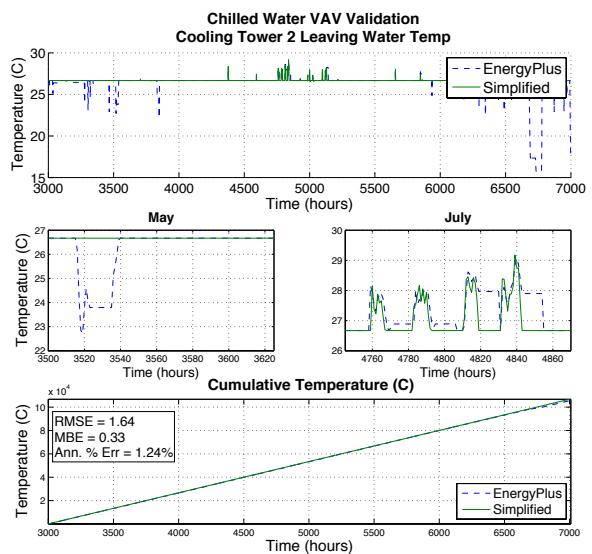 Chilled Water VAV Validation
Cooling Tower 2 Leaving Water Temp
Temperature (C)
30
25
20
15
EnergyPlus
Simplified
3000 3500 4000 4500 5000 5500 6000 6500 7000
Time (hours)
May
Temperature (C)
27
26
25
24
23
22
3500 3520 3540 3560 3580 3600 3620
Time (hours)
July
Temperature (C)
30
29
28
27
26
4760 4780 4800 4820 4840 4860
Time (hours)
Cumulative Temperature (C)
x 10^4
Temperature (C)
10
8
6
4
2
RMSE = 1.64
MBE = 0.33
Ann. % Err = 1.24%
EnergyPlus
Simplified
3000 3500 4000 4500 5000 5500 6000 6500 7000
Time (hours)